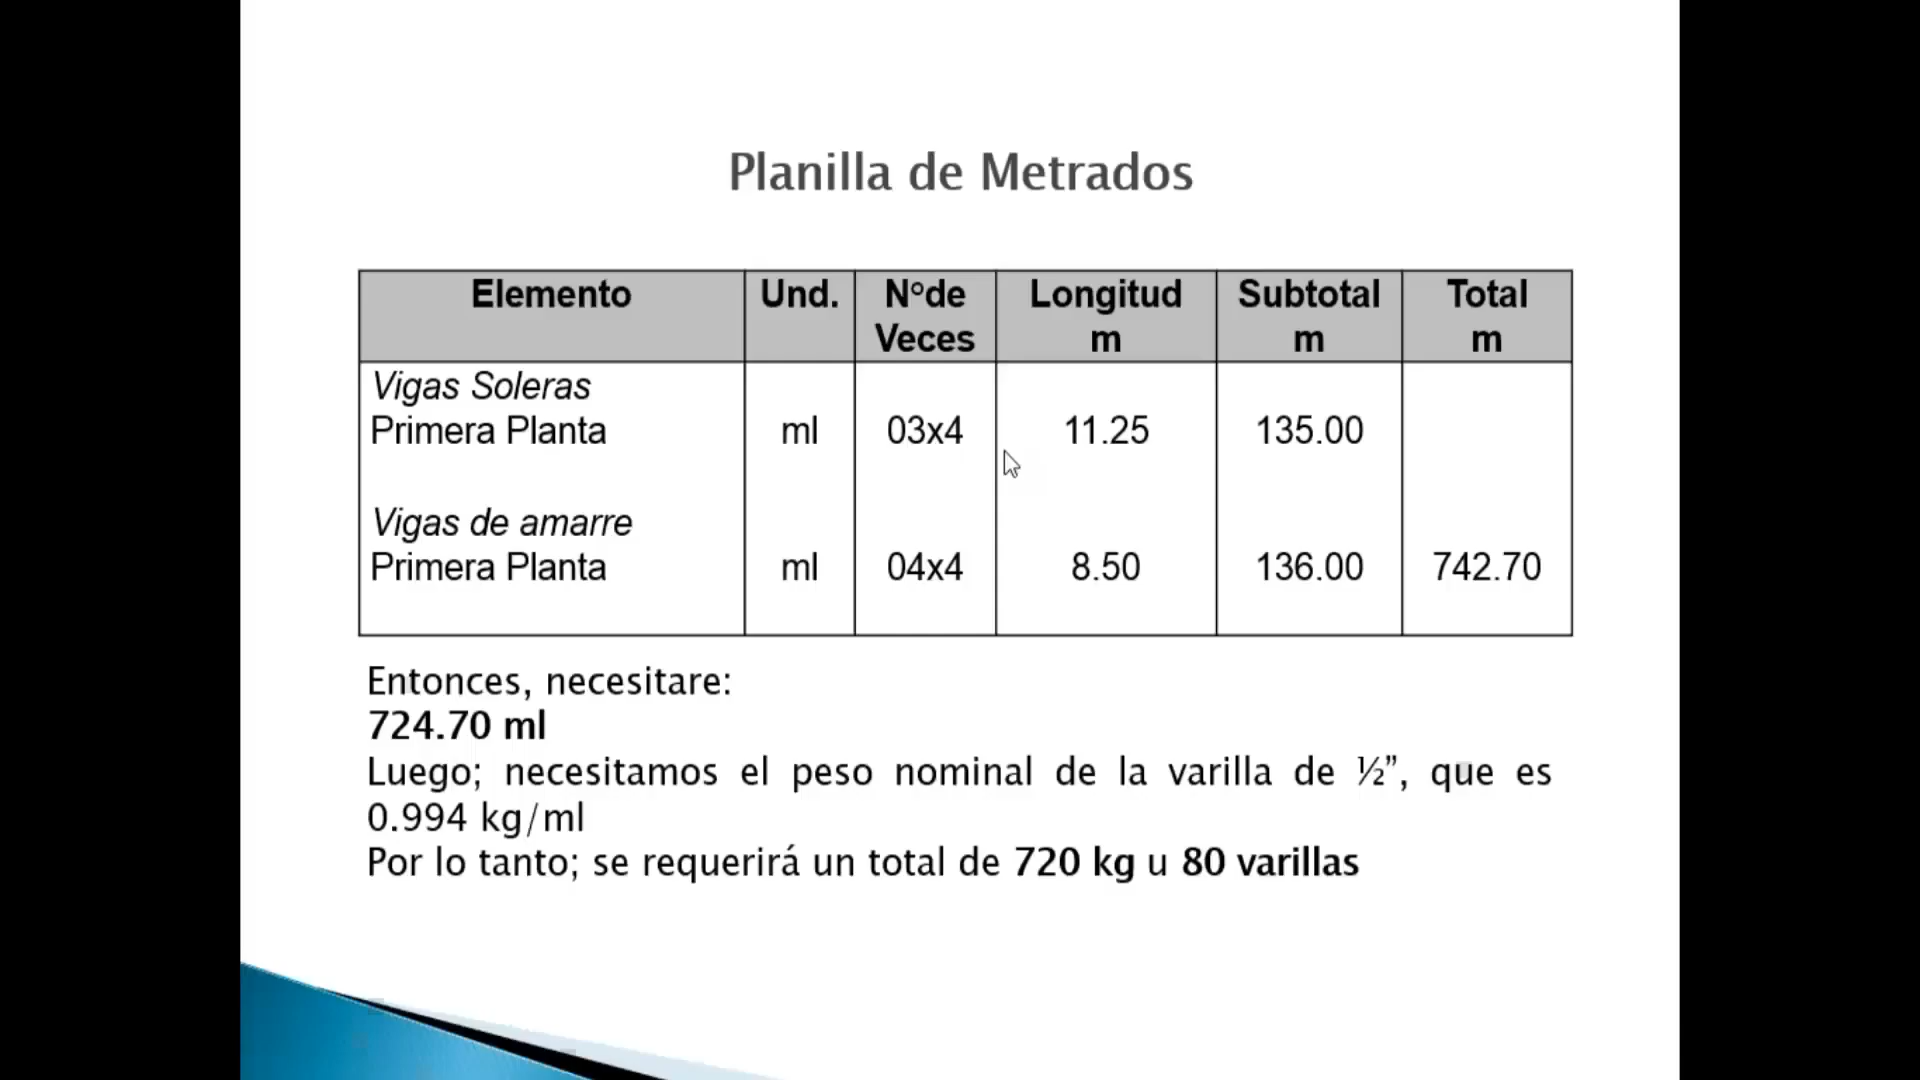 Planilla de Metrados
Elemento Und. N°de Veces Longitud m Subtotal m Total m
Vigas Soleras
Primera Planta ml 03x4 11.25 135.00
Vigas de amarre
Primera Planta ml 04x4 8.50 136.00 742.70
Entonces, necesitare:
724.70 ml
Luego; necesitamos el peso nominal de la varilla de ½”, que es
0.994 kg/ml
Por lo tanto; se requerirá un total de 720 kg u 80 varillas